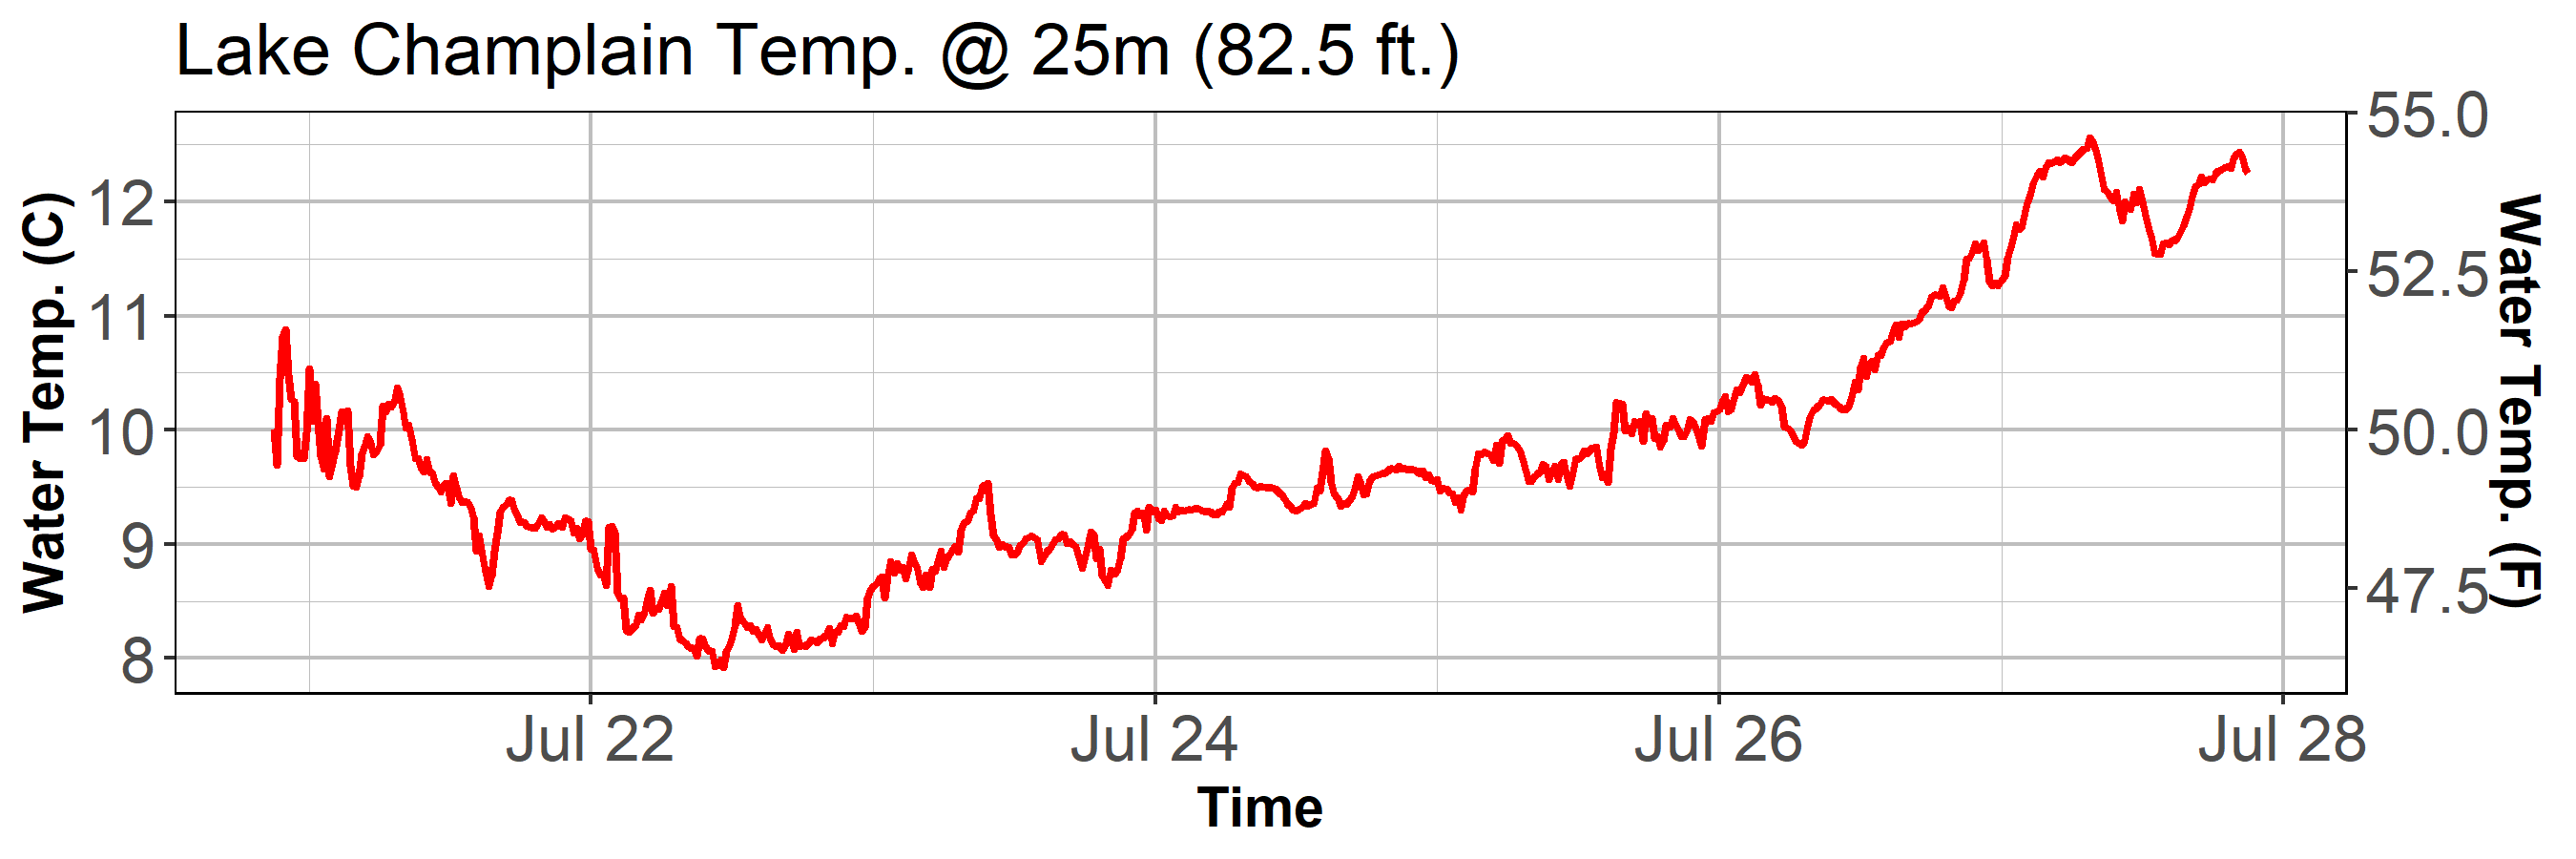 Lake Champlain Temp. @ 25m (82.5 ft.)
Water Temp. (C)
12
11
10
9
8
55.0
52.5
50.0
47.5
Water Temp. (F)
Jul 22 Jul 24 Jul 26 Jul 28
Time